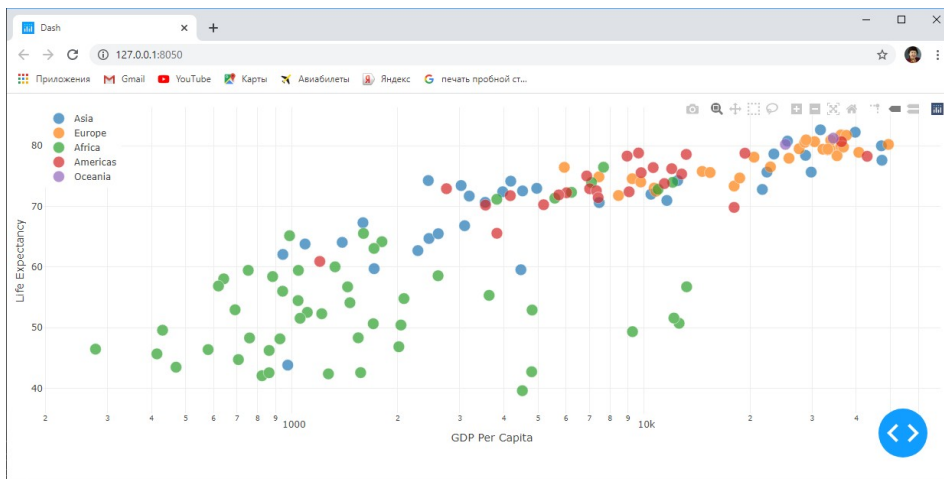 Dash
127.0.0.1:8050
Приложения Gmail YouTube Карты Авиабилеты Яндекс печать пробной ст...
Asia
Europe
Africa
Americas
Oceania
80
70
60
50
40
Life Expectancy
2 3 4 5 6 7 8 9 1000 2 3 4 5 6 7 8 9 10k 2 3 4
GDP Per Capita